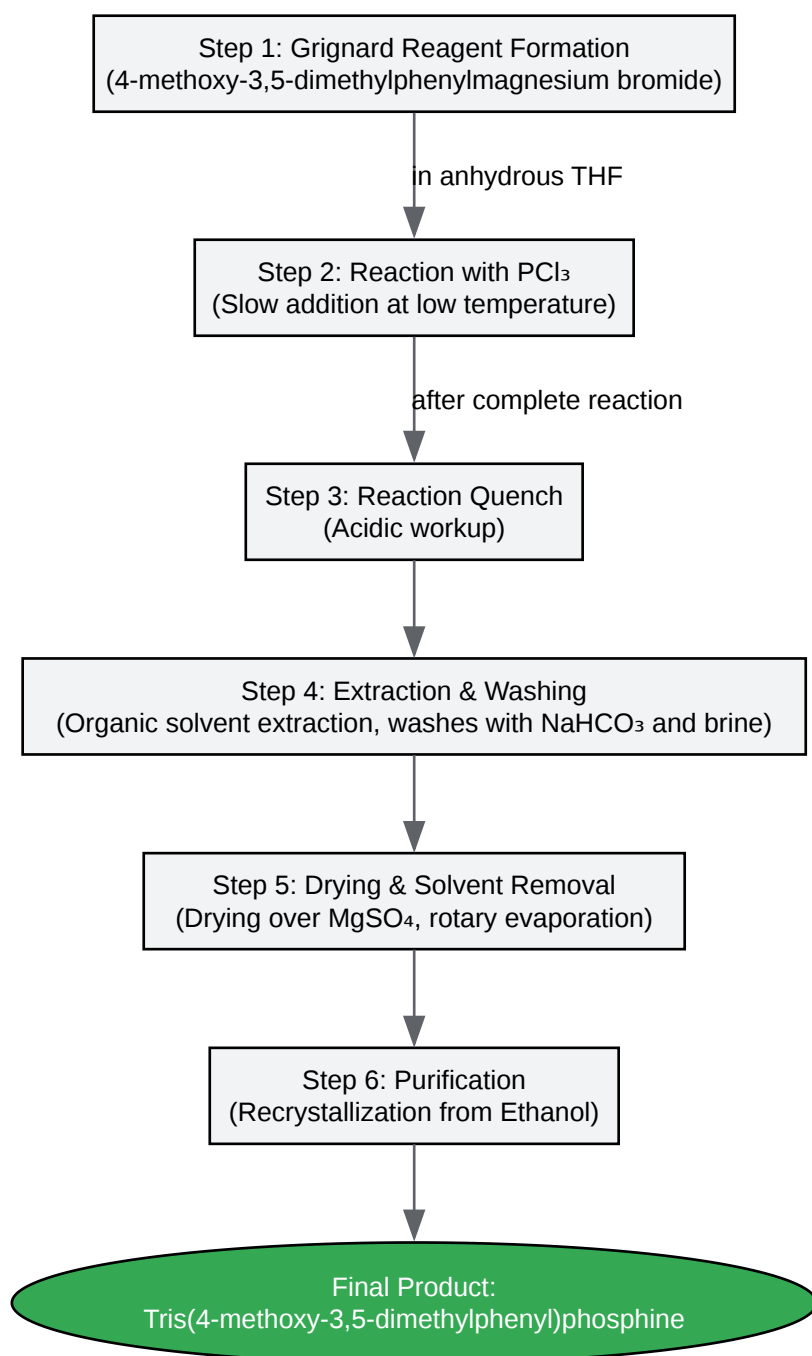 Step 1: Grignard Reagent Formation
(4-methoxy-3,5-dimethylphenylmagnesium bromide)
in anhydrous THF
Step 2: Reaction with PCl₃
(Slow addition at low temperature)
after complete reaction
Step 3: Reaction Quench
(Acidic workup)
Step 4: Extraction & Washing
(Organic solvent extraction, washes with NaHCO₃ and brine)
Step 5: Drying & Solvent Removal
(Drying over MgSO₄, rotary evaporation)
Step 6: Purification
(Recrystallization from Ethanol)
Final Product:
Tris(4-methoxy-3,5-dimethylphenyl)phosphine